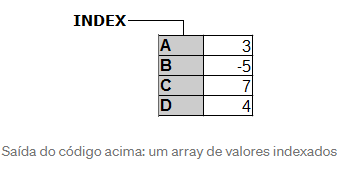 INDEX
A 3
B -5
C 7
D 4
Saída do código acima: um array de valores indexados